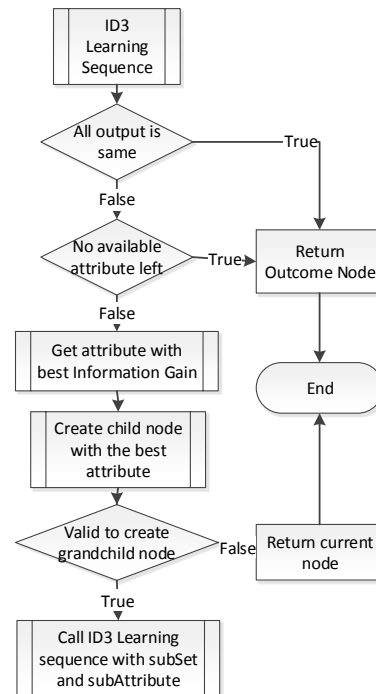 ID3
Learning
Sequence
All output is
same
True
False
No available
attribute left
True
Return
Outcome Node
False
Get attribute with
best Information Gain
End
Create child node
with the best
attribute
Valid to create
grandchild node
False
Return current
node
True
Call ID3 Learning
sequence with subSet
and subAttribute